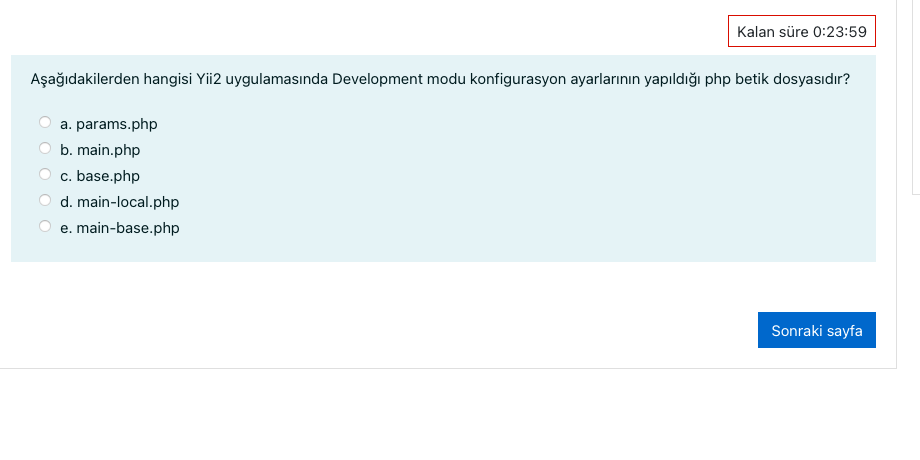 Kalan süre 0:23:59
Aşağıdakilerden hangisi Yii2 uygulamasında Development modu konfigurasyon ayarlarının yapıldığı php betik dosyasıdır?
a. params.php
b. main.php
c. base.php
d. main-local.php
e. main-base.php
Sonraki sayfa